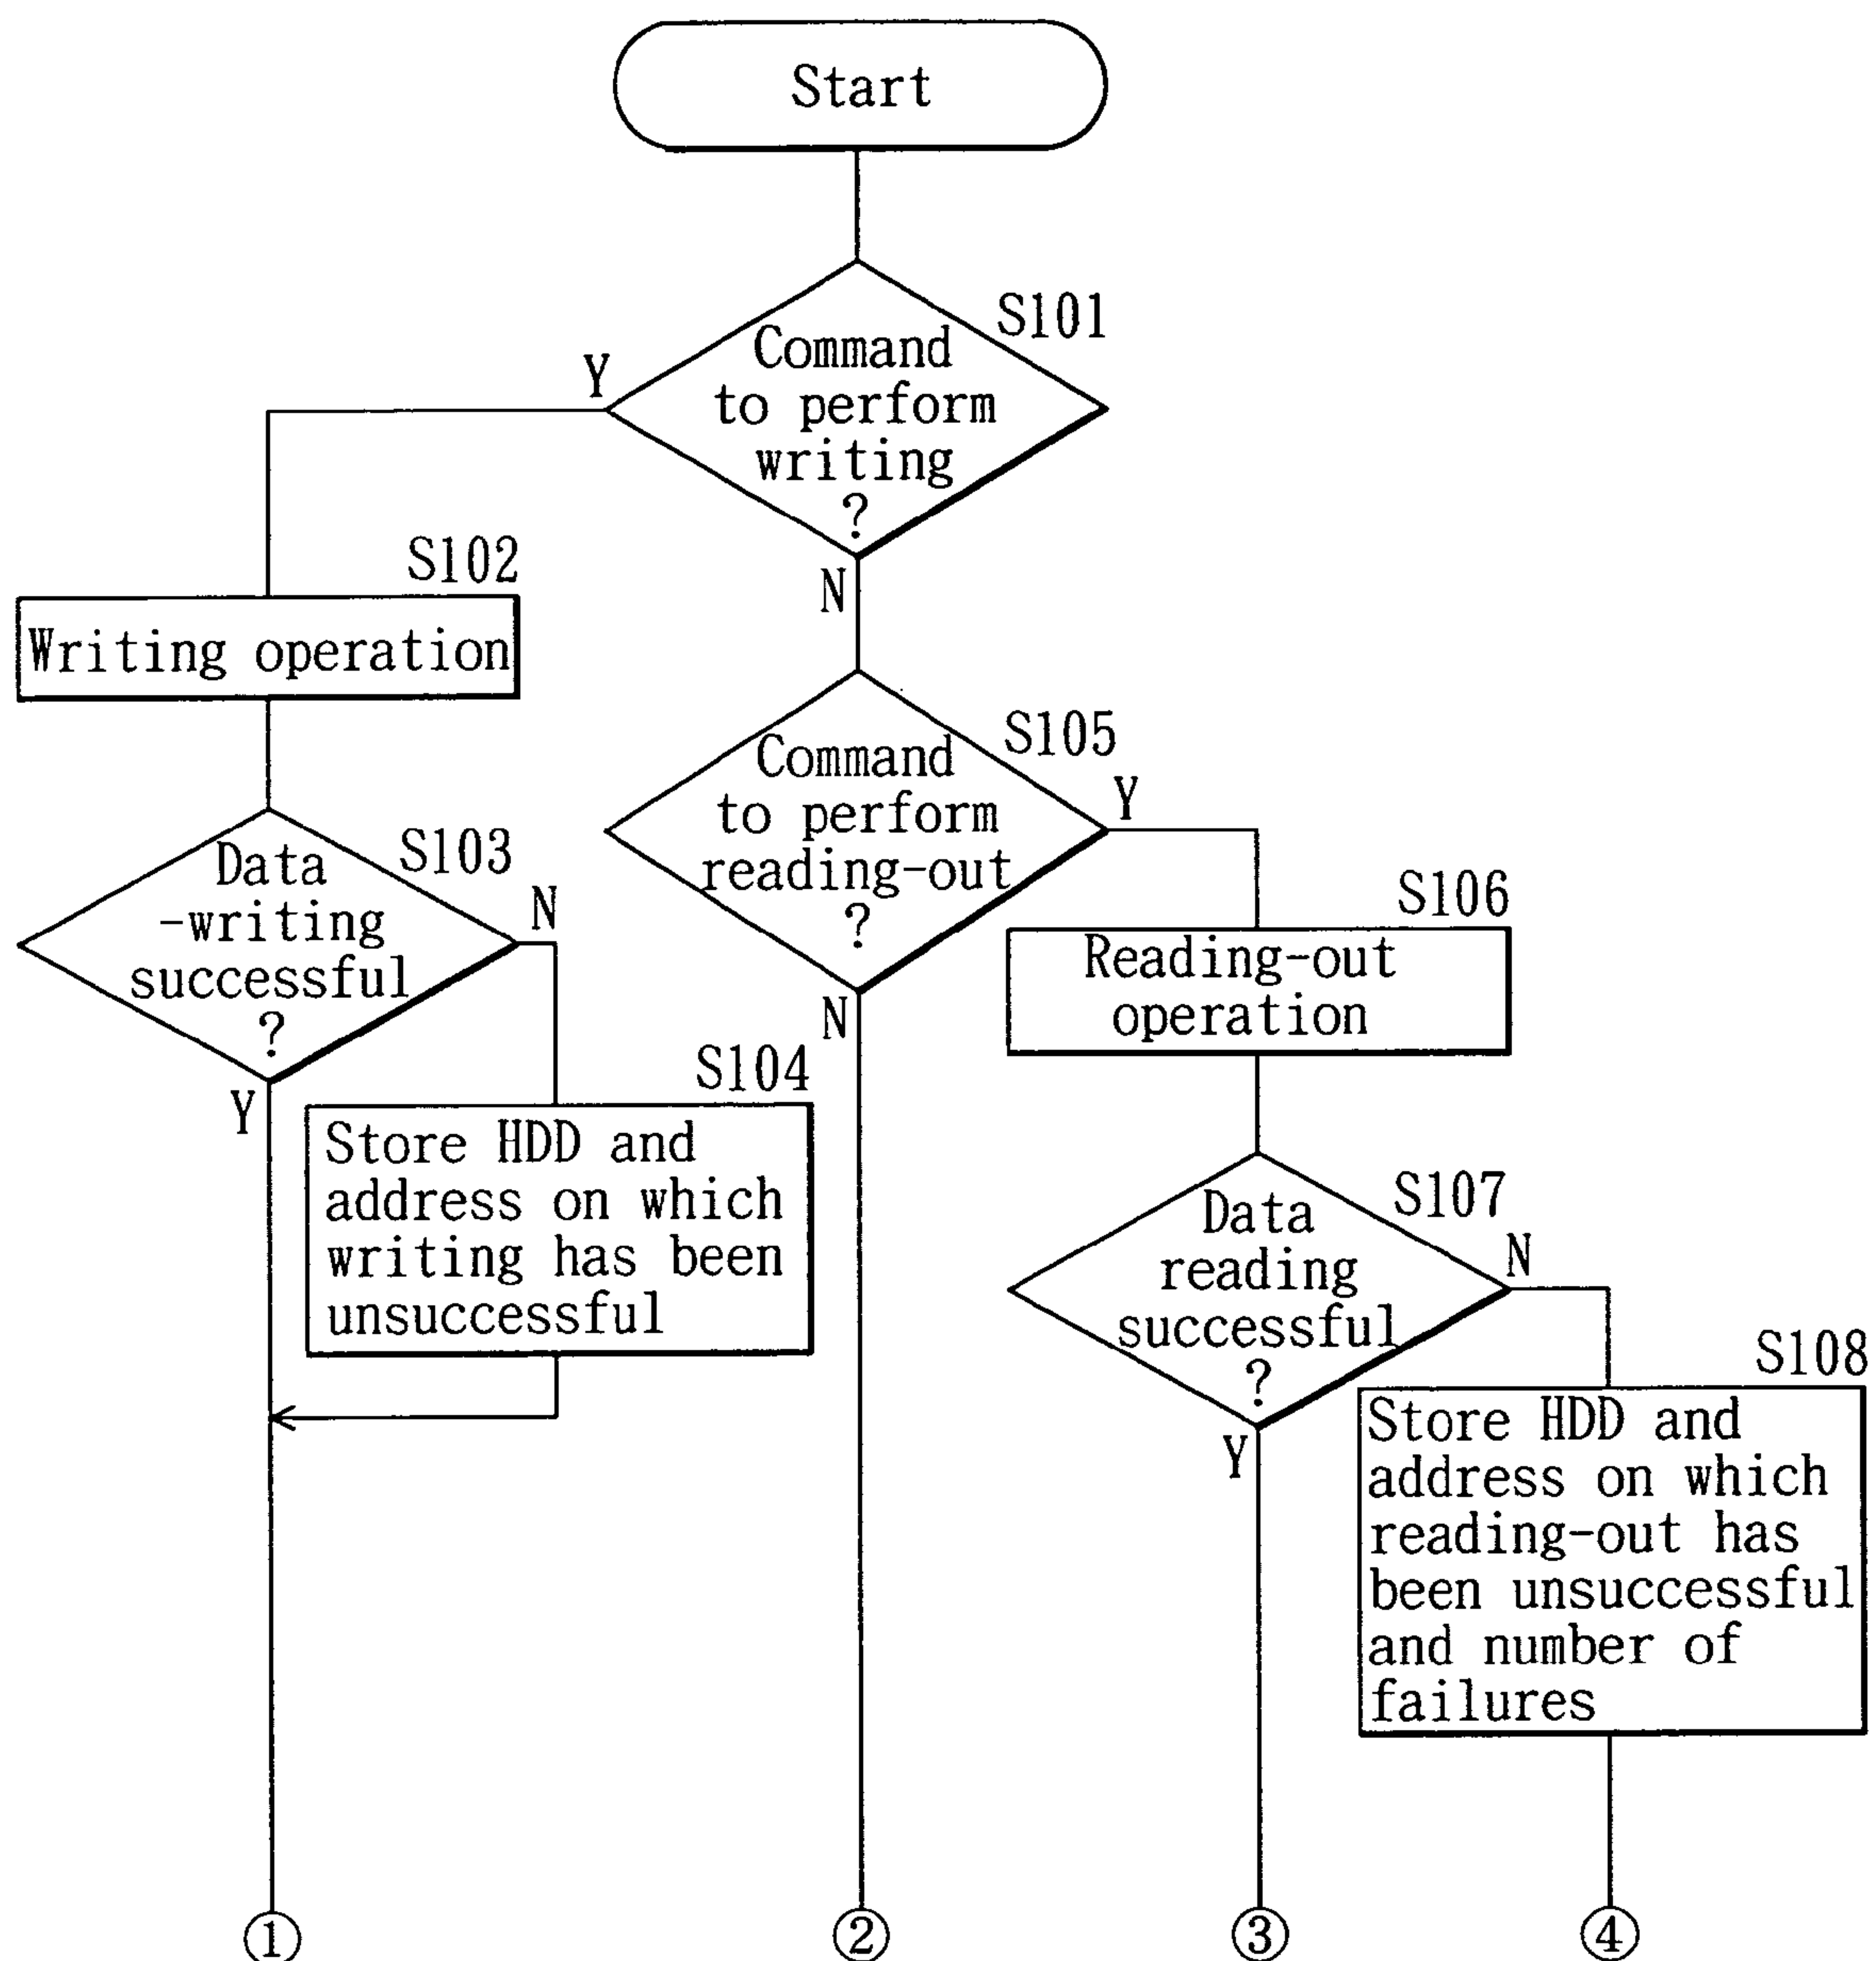 Start
S101
Command
to perform
writing
?
Y
N
S102
Writing operation
S105
Command
to perform
reading-out
?
Y
N
S103
Data
-writing
successful
?
N
Y
S106
Reading-out
operation
S104
Store HDD and
address on which
writing has been
unsuccessful
S107
Data
reading
successful
?
N
Y
S108
Store HDD and
address on which
reading-out has
been unsuccessful
and number of
failures
①
②
③
④